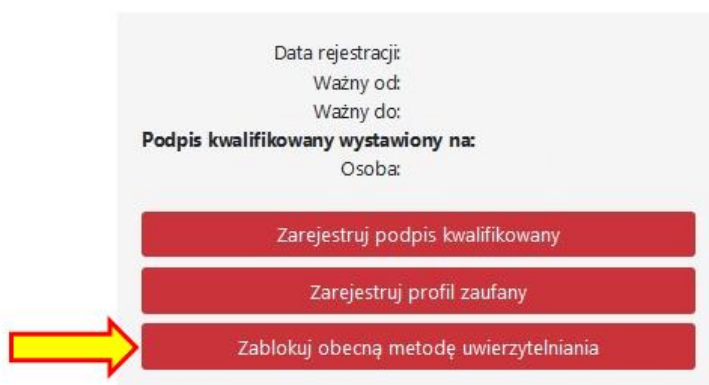 Data rejestracji:
Ważny od:
Ważny do:
Podpis kwalifikowany wystawiony na:
Osoba:
Zarejestruj podpis kwalifikowany
Zarejestruj profil zaufany
Zablokuj obecną metodę uwierzytelniania